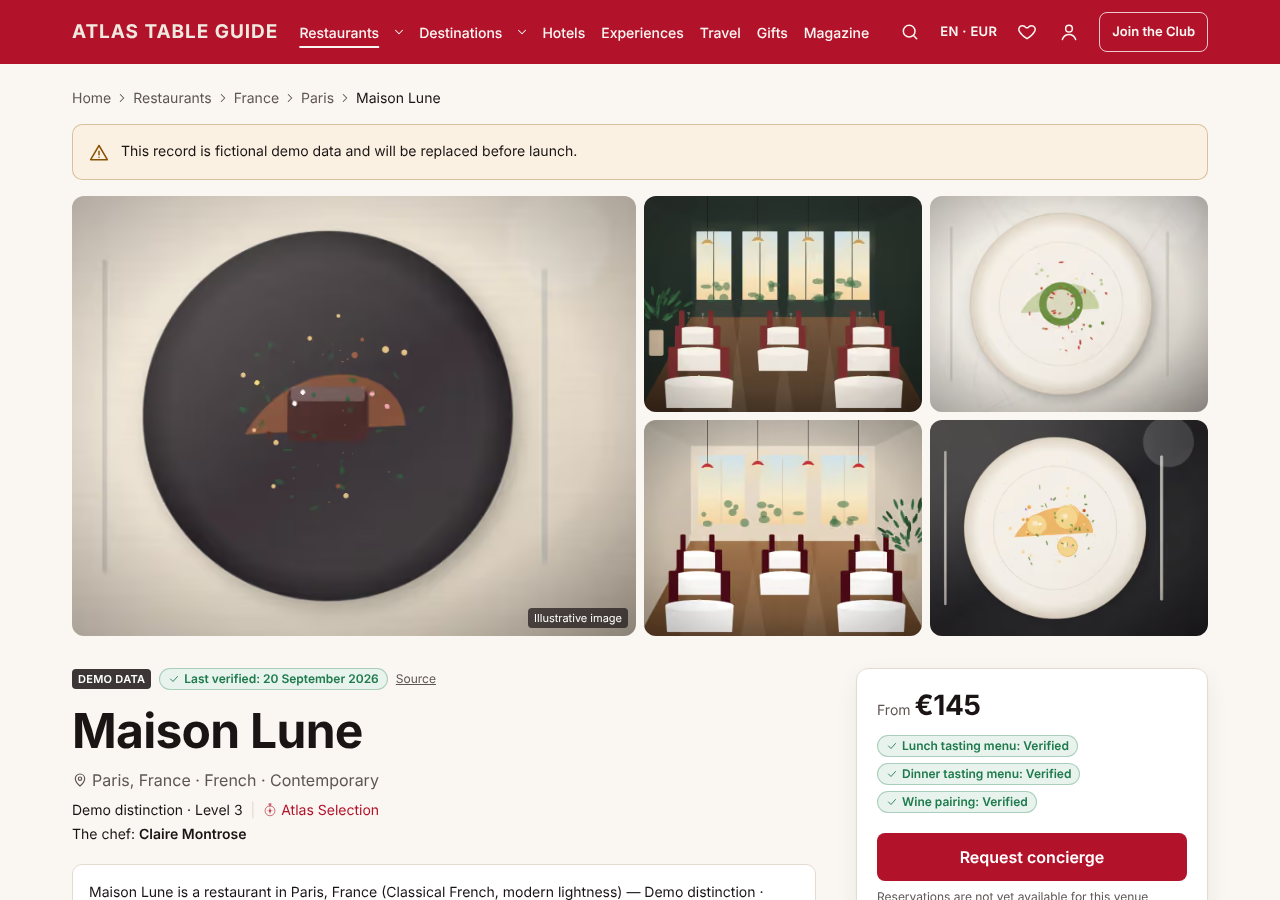 ATLAS TABLE GUIDE Restaurants Destinations Hotels Experiences Travel Gifts Magazine EN · EUR Join the Club
Home > Restaurants > France > Paris > Maison Lune
This record is fictional demo data and will be replaced before launch.
Illustrative image
DEMO DATA Last verified: 20 September 2026 Source
Maison Lune
Paris, France · French · Contemporary
Demo distinction · Level 3 Atlas Selection
The chef: Claire Montrose
Maison Lune is a restaurant in Paris, France (Classical French, modern lightness) — Demo distinction ·
From €145
Lunch tasting menu: Verified
Dinner tasting menu: Verified
Wine pairing: Verified
Request concierge
Reservations are not yet available for this venue